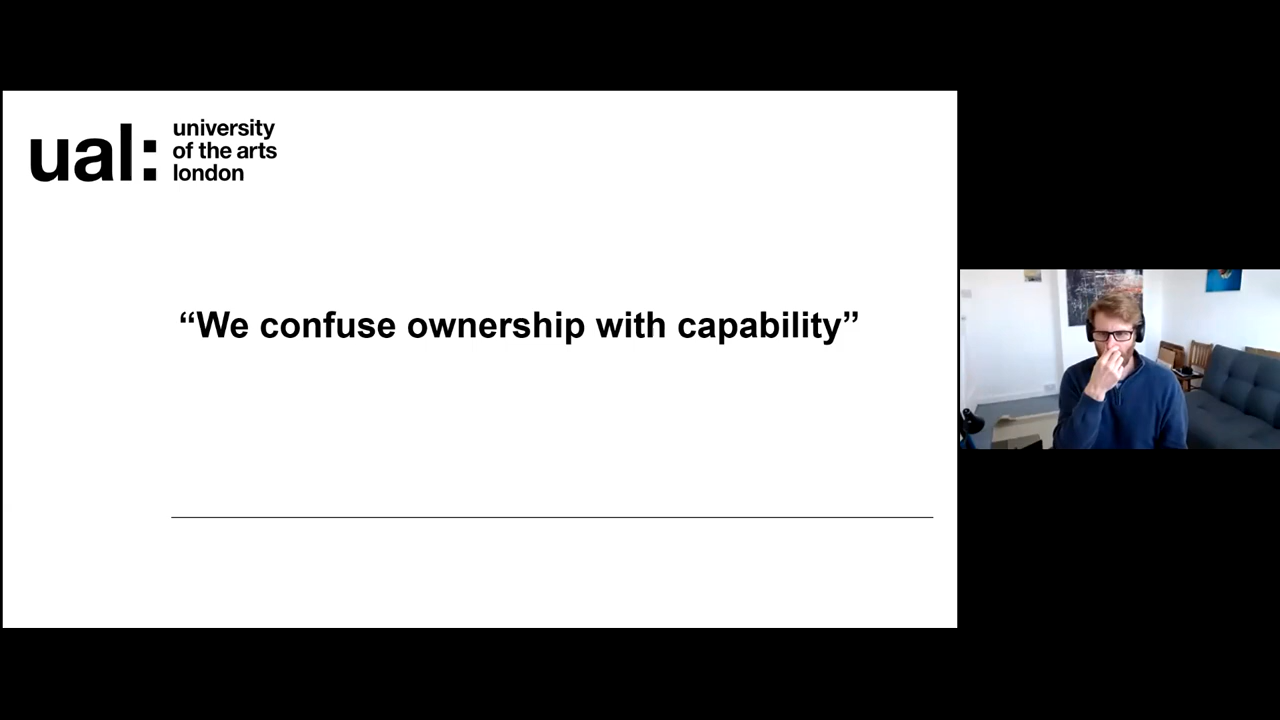 ual:
university
of the arts
london
“We confuse ownership with capability”